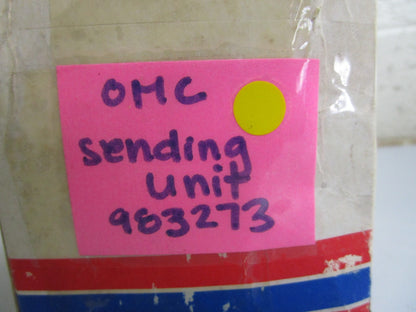 OMC
sending
unit
983273